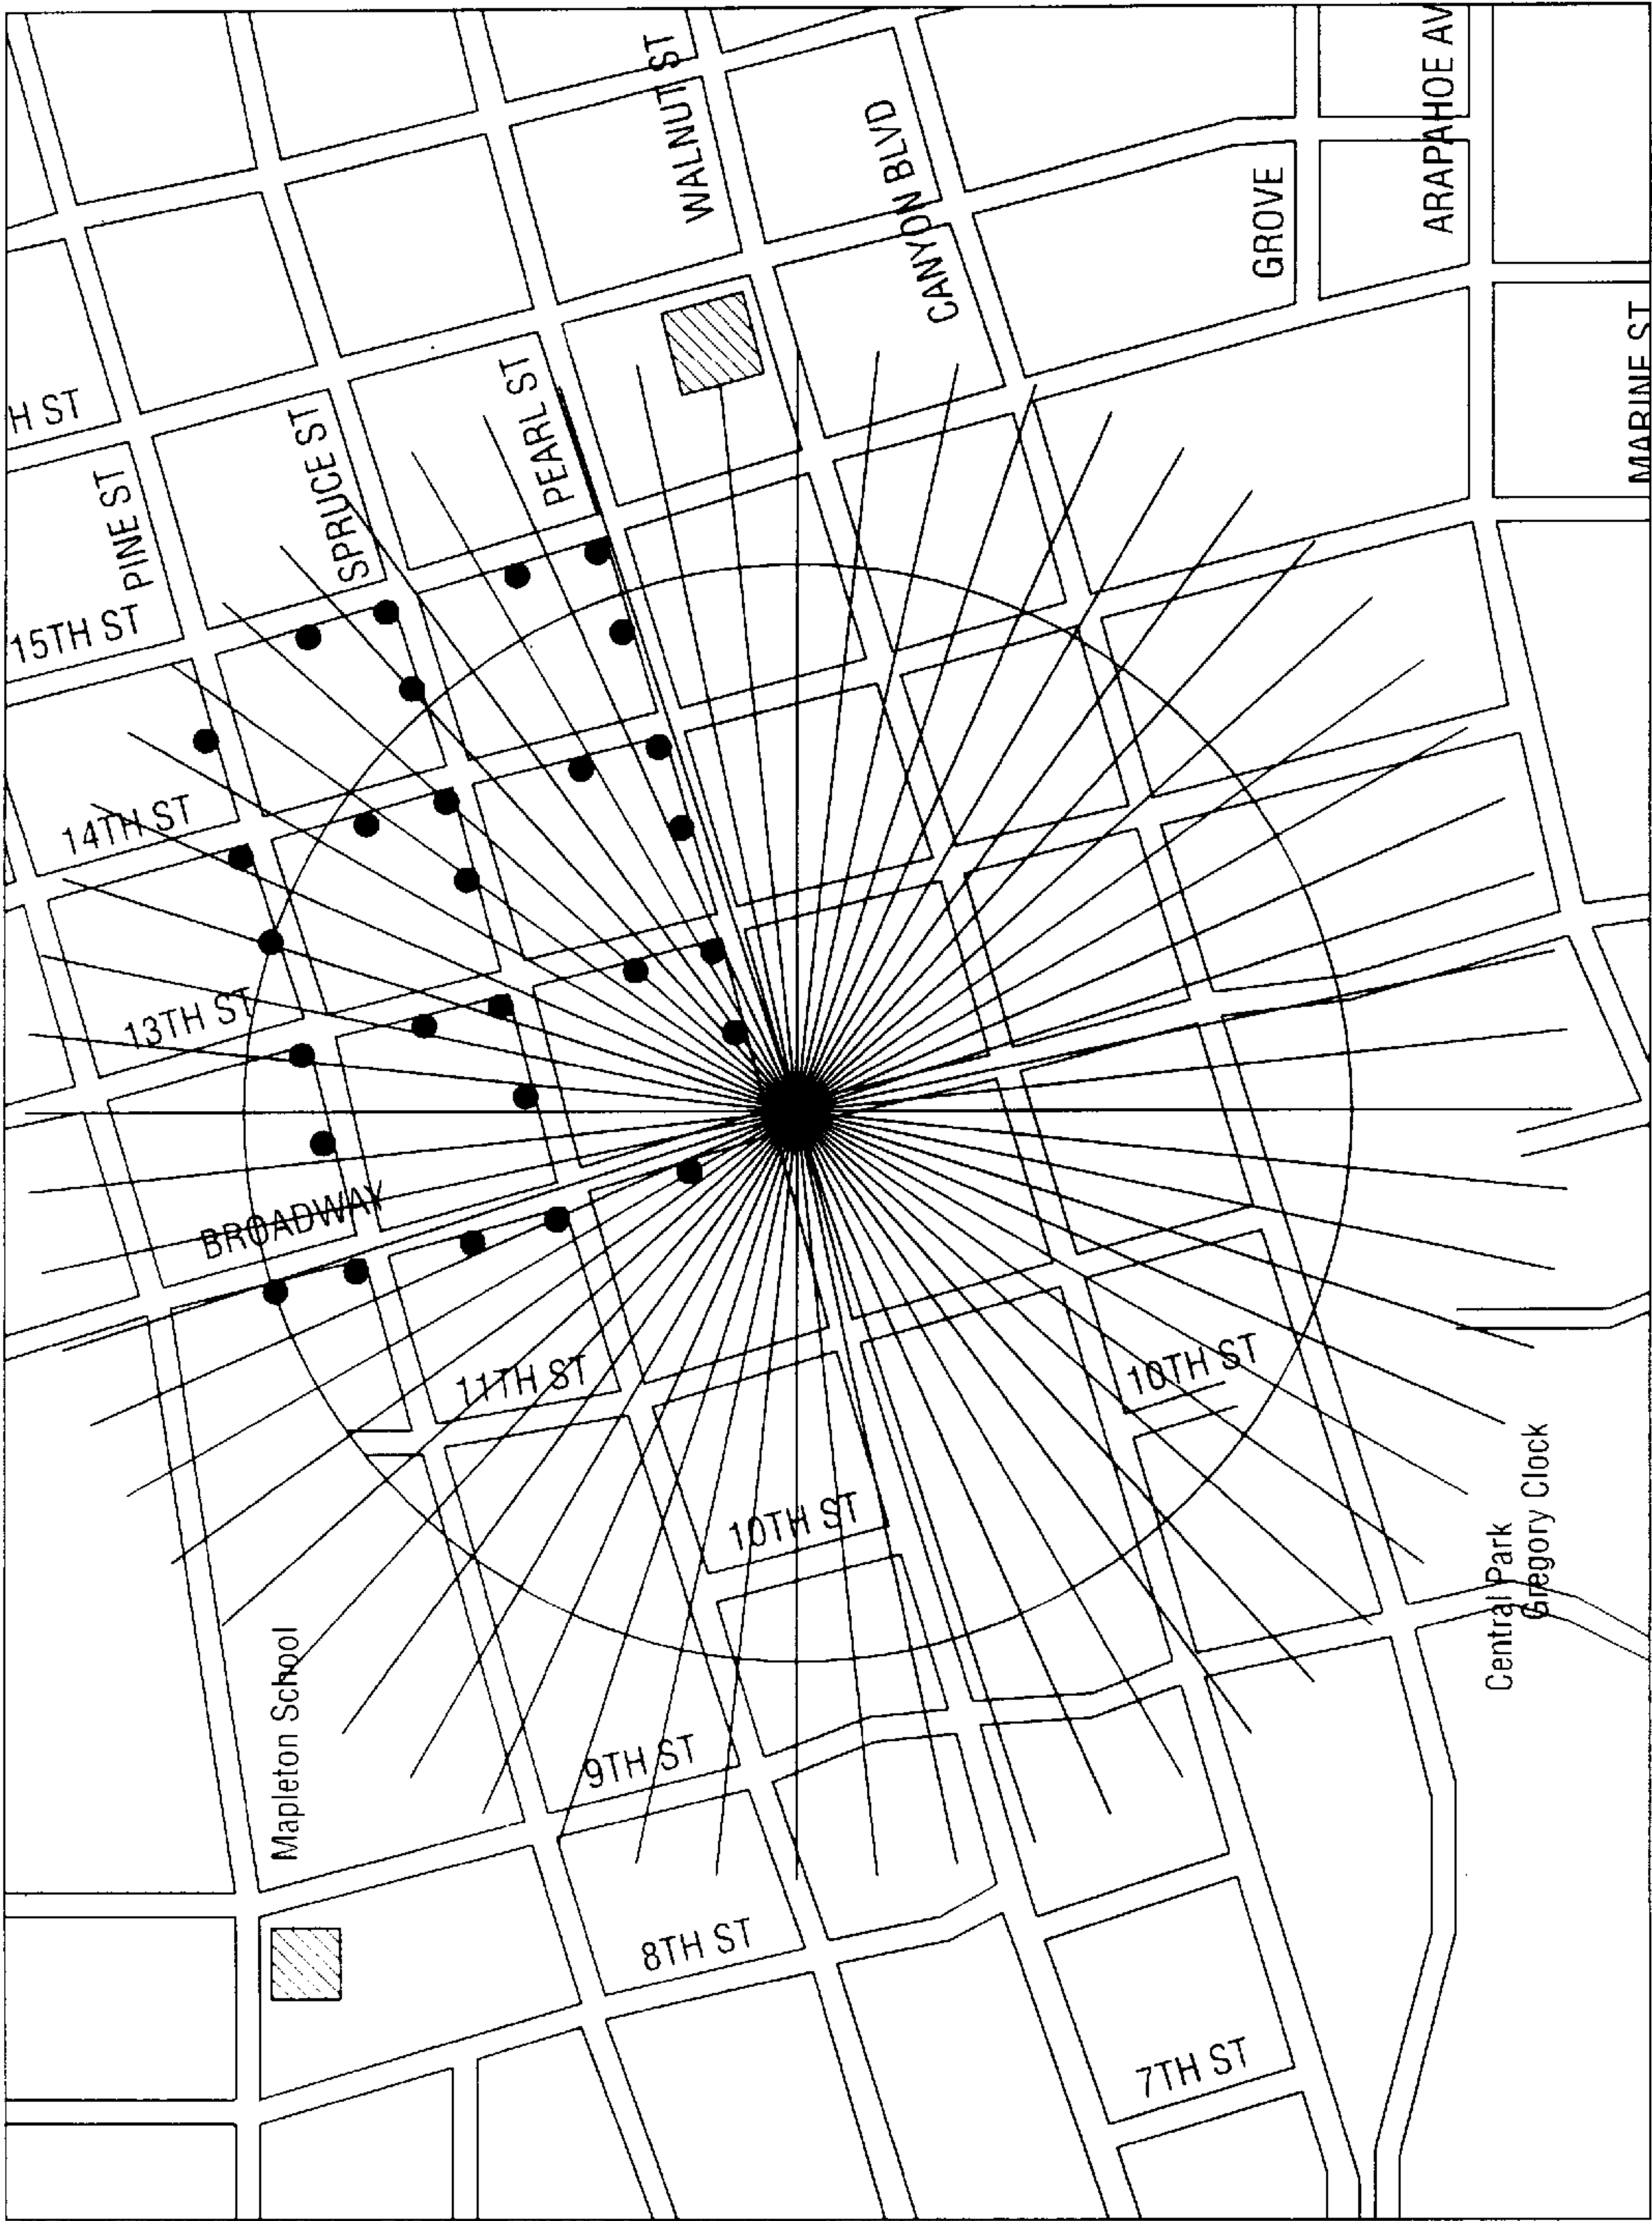 WALNUT ST
ARAPAHOE AV
CANYON BLVD
GROVE
MARINE ST
H ST
PEARL ST
SPRUCE ST
PINE ST
15TH ST
14TH ST
13TH ST
BROADWAY
11TH ST
10TH ST
10TH ST
Central Park
Gregory Clock
Mapleton School
9TH ST
8TH ST
7TH ST